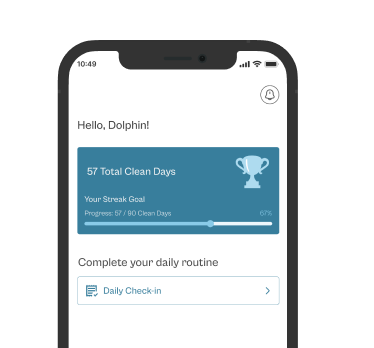 10:49
Hello, Dolphin!
57 Total Clean Days
Your Streak Goal
Progress: 57 / 90 Clean Days 67%
Complete your daily routine
Daily Check-in